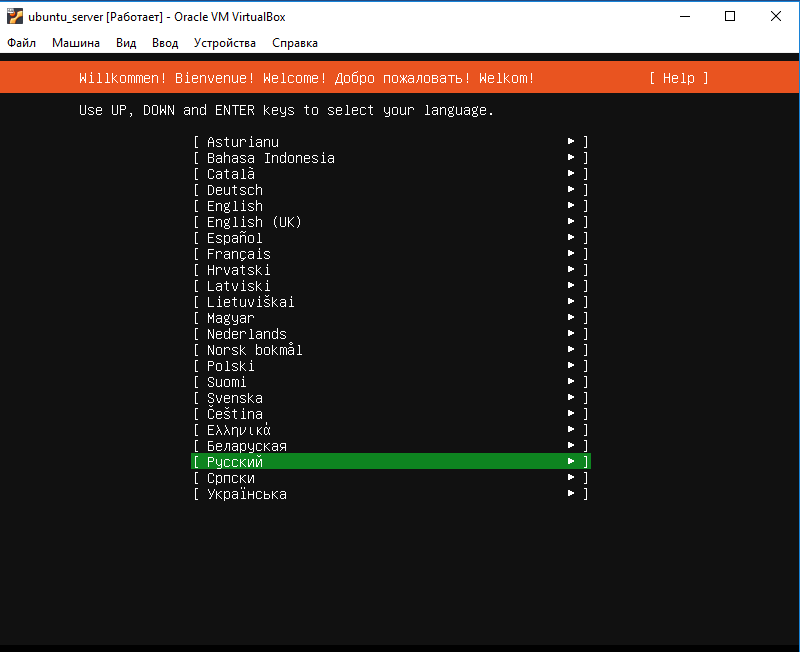 ubuntu_server [Работает] - Oracle VM VirtualBox
Файл Машина Вид Ввод Устройства Справка
Willkommen! Bienvenue! Welcome! Добро пожаловать! Welkom! [ Help ]
Use UP, DOWN and ENTER keys to select your language.
[ Asturianu ► ]
[ Bahasa Indonesia ► ]
[ Català ► ]
[ Deutsch ► ]
[ English ► ]
[ English (UK) ► ]
[ Español ► ]
[ Français ► ]
[ Hrvatski ► ]
[ Latviski ► ]
[ Lietuviškai ► ]
[ Magyar ► ]
[ Nederlands ► ]
[ Norsk bokmål ► ]
[ Polski ► ]
[ Suomi ► ]
[ Svenska ► ]
[ Čeština ► ]
[ Ελληνικά ► ]
[ Беларуская ► ]
[ Русский ► ]
[ Српски ► ]
[ Українська ► ]